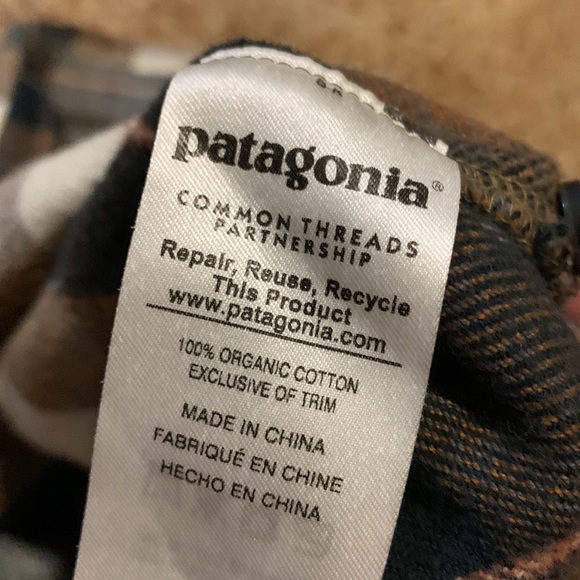 patagonia®
COMMON THREADS
PARTNERSHIP
Repair, Reuse, Recycle
This Product
www.patagonia.com
100% ORGANIC COTTON
EXCLUSIVE OF TRIM
MADE IN CHINA
FABRIQUÉ EN CHINE
HECHO EN CHINA